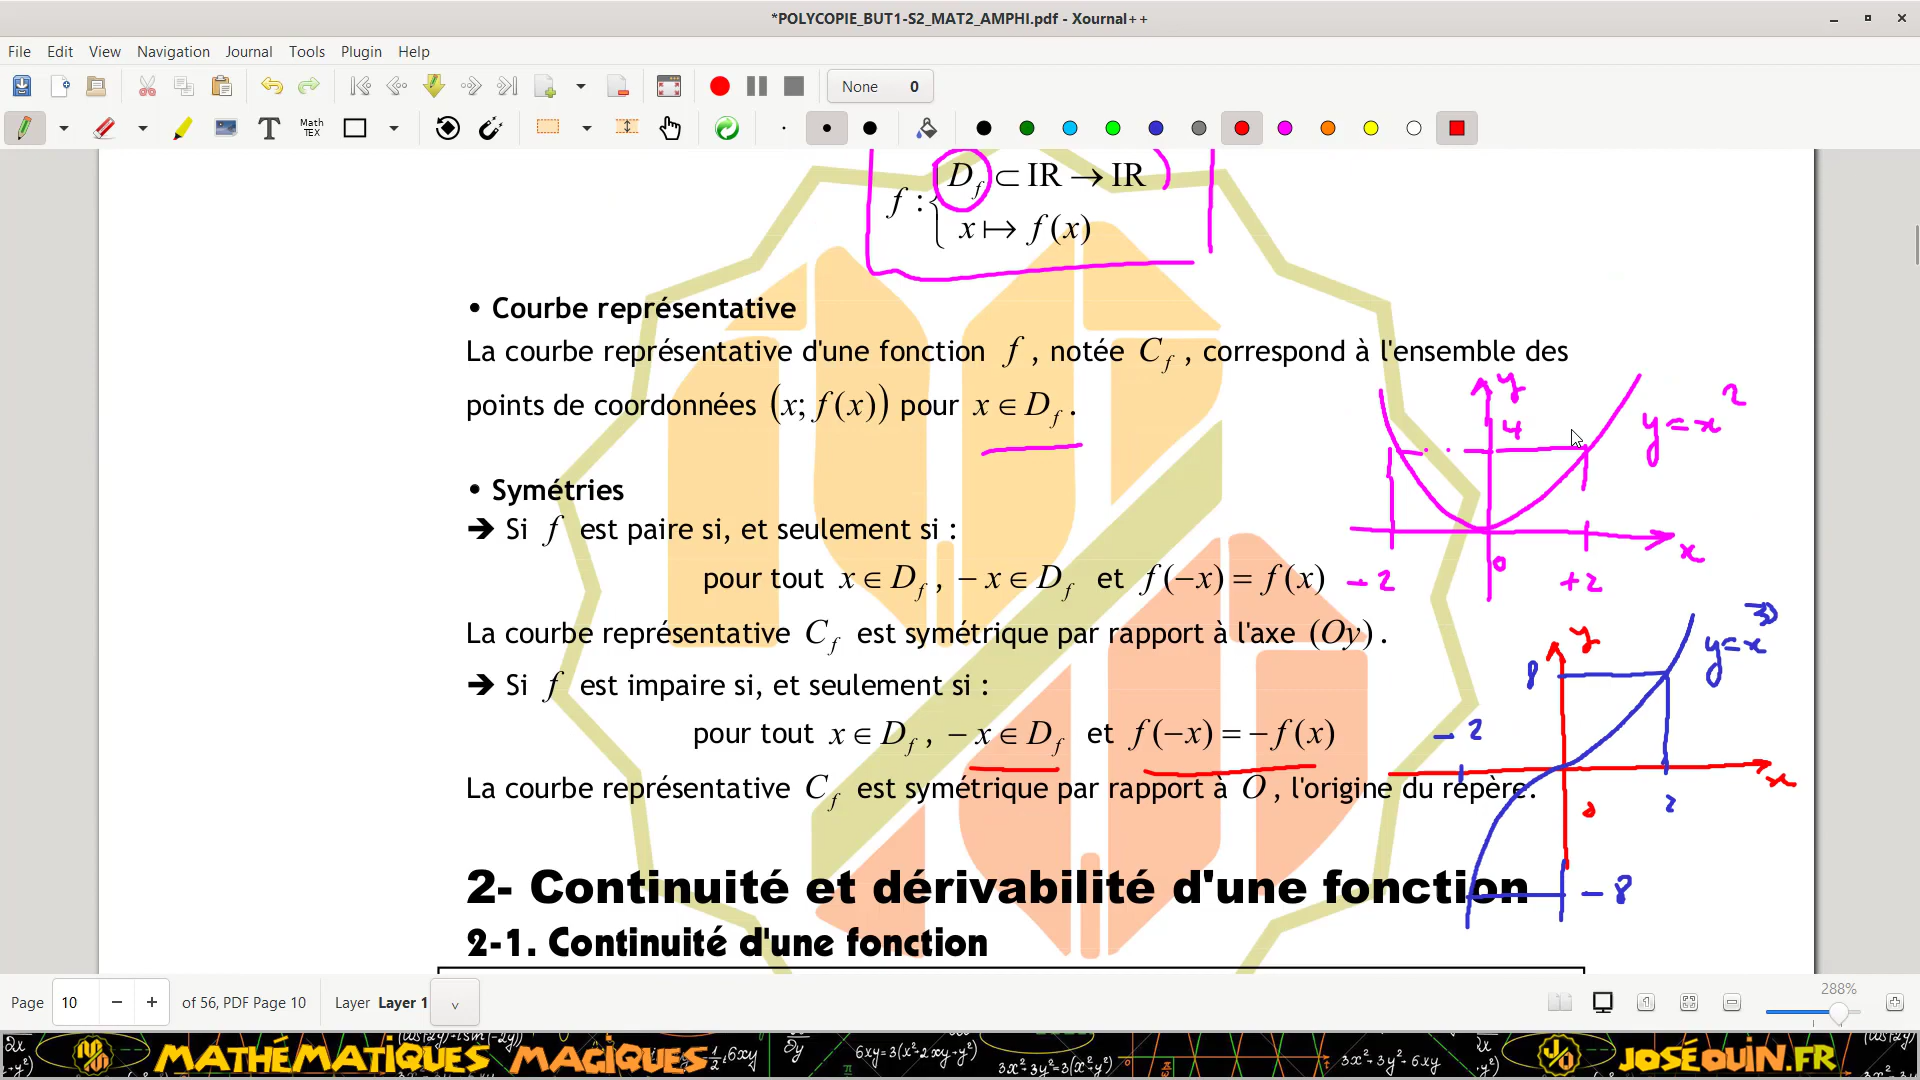 *POLYCOPIE_BUT1-S2_MAT2_AMPHI.pdf - Xournal++
File Edit View Navigation Journal Tools Plugin Help
None 0
T Math TEX
D_f ⊂ IR → IR
f :
x ↦ f(x)
• Courbe représentative
La courbe représentative d'une fonction f , notée C_f , correspond à l'ensemble des
points de coordonnées (x; f(x)) pour x ∈ D_f .
y
4
y = x^2
x
0
-2
+2
• Symétries
➔ Si f est paire si, et seulement si :
pour tout x ∈ D_f , − x ∈ D_f et f(−x) = f(x)
La courbe représentative C_f est symétrique par rapport à l'axe (Oy) .
➔ Si f est impaire si, et seulement si :
pour tout x ∈ D_f , − x ∈ D_f et f(−x) = − f(x)
La courbe représentative C_f est symétrique par rapport à O , l'origine du repère.
y
8
y = x^3
-2
x
2
-8
2- Continuité et dérivabilité d'une fonction
2-1. Continuité d'une fonction
Page 10 − + of 56, PDF Page 10 Layer Layer 1
288%
MATHÉMATIQUES MAGIQUES
JOSÉOUIN.FR